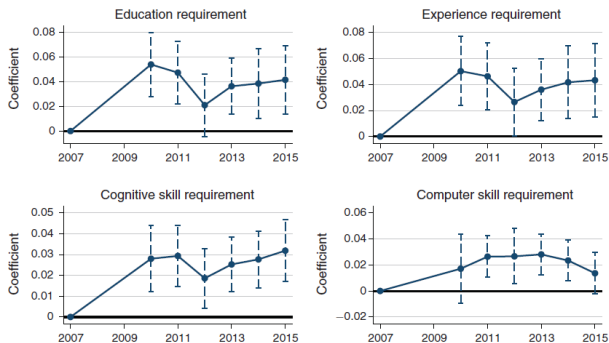 Education requirement
Coefficient
0.08
0.06
0.04
0.02
0
2007 2009 2011 2013 2015
Experience requirement
Coefficient
0.08
0.06
0.04
0.02
0
2007 2009 2011 2013 2015
Cognitive skill requirement
Coefficient
0.05
0.04
0.03
0.02
0.01
0
2007 2009 2011 2013 2015
Computer skill requirement
Coefficient
0.06
0.04
0.02
0
−0.02
2007 2009 2011 2013 2015